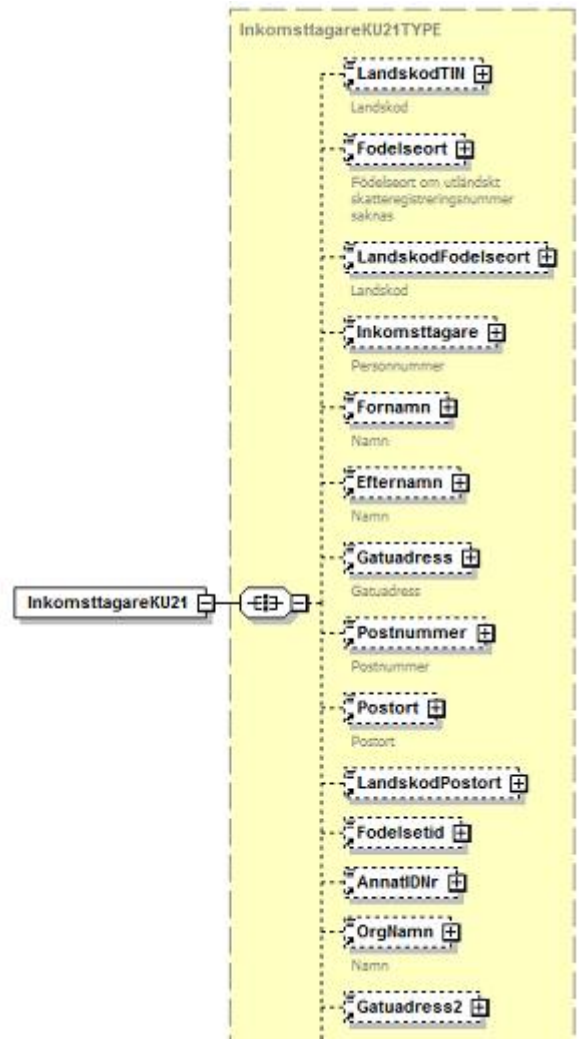 InkomsttagareKU21TYPE
LandskodTIN
Landskod
Fodelseort
Födelseort om utländskt
skatteregistreringsnummer
saknas
LandskodFodelseort
Landskod
Inkomsttagare
Personnummer
Fornamn
Namn
Efternamn
Namn
Gatuadress
Gatuadress
InkomsttagareKU21
Postnummer
Postnummer
Postort
Postort
LandskodPostort
Fodelsetid
AnnatIDNr
OrgNamn
Namn
Gatuadress2